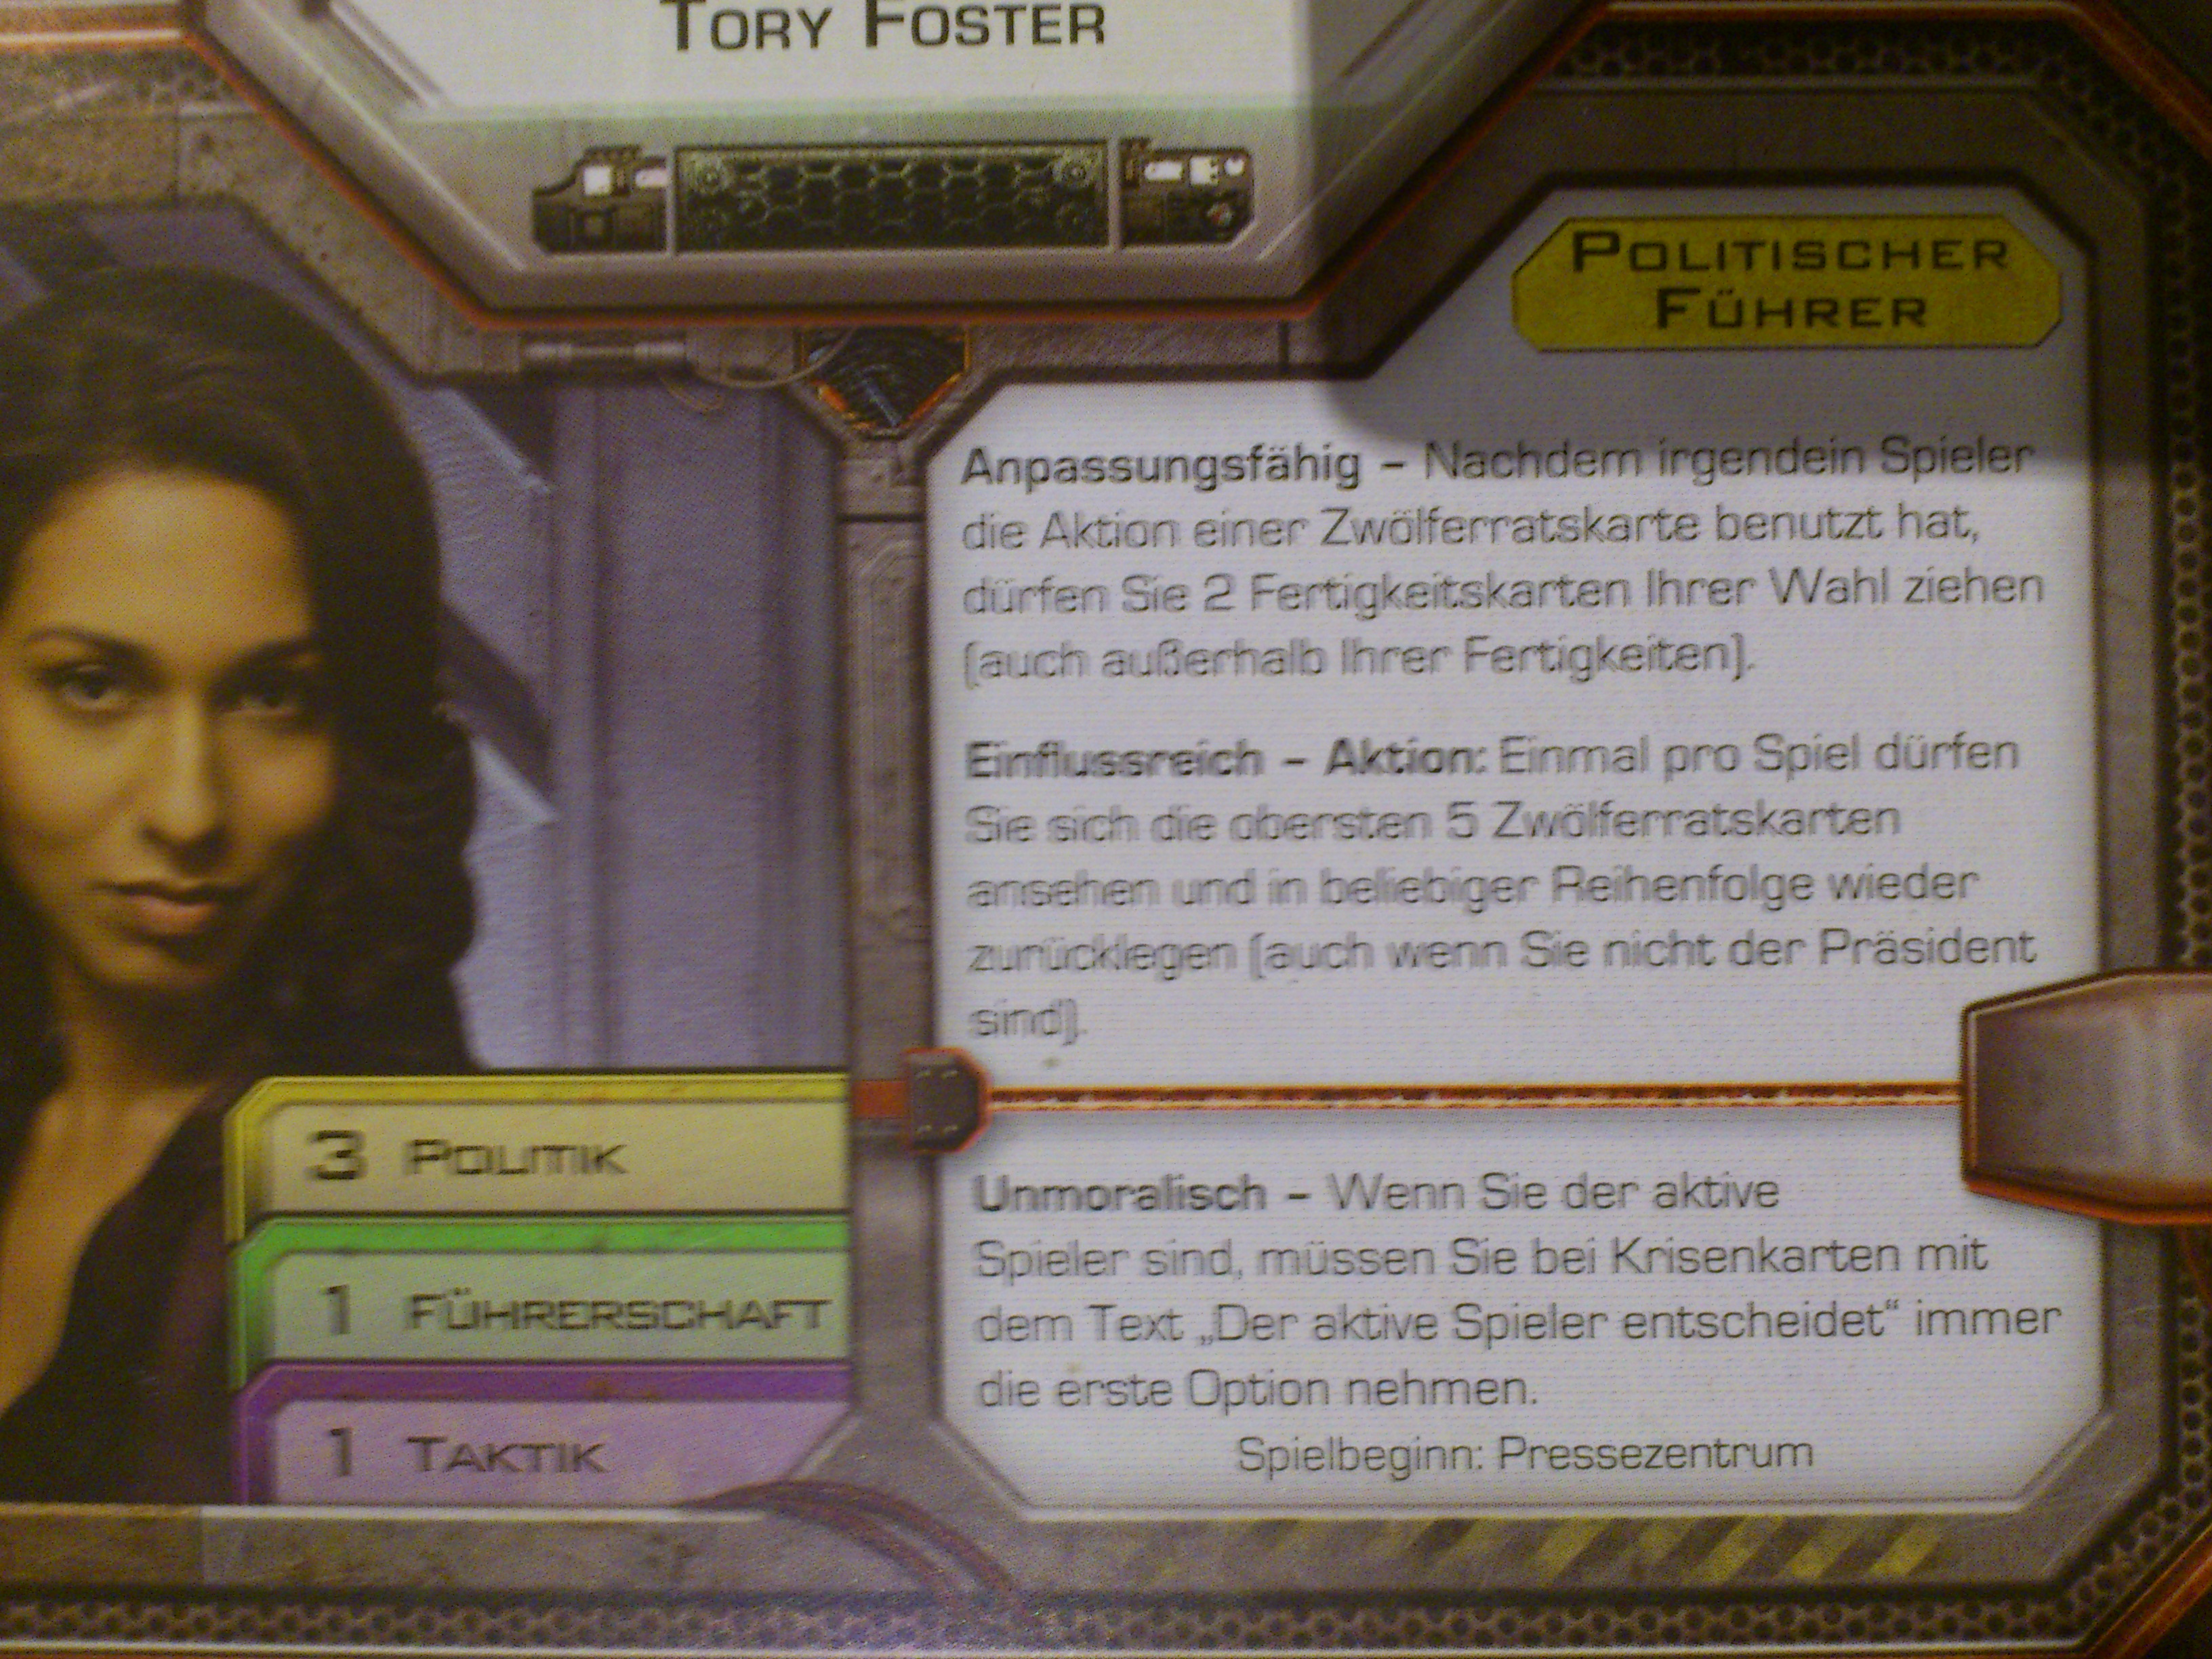 TORY FOSTER
POLITISCHER
FÜHRER
Anpassungsfähig – Nachdem irgendein Spieler
die Aktion einer Zwölferratskarte benutzt hat,
dürfen Sie 2 Fertigkeitskarten Ihrer Wahl ziehen
(auch außerhalb Ihrer Fertigkeiten).
Einflussreich – Aktion: Einmal pro Spiel dürfen
Sie sich die obersten 5 Zwölferratskarten
ansehen und in beliebiger Reihenfolge wieder
zurücklegen (auch wenn Sie nicht der Präsident
sind).
Unmoralisch – Wenn Sie der aktive
Spieler sind, müssen Sie bei Krisenkarten mit
dem Text „Der aktive Spieler entscheidet“ immer
die erste Option nehmen.
Spielbeginn: Pressezentrum
3 POLITIK
1 FÜHRERSCHAFT
1 TAKTIK